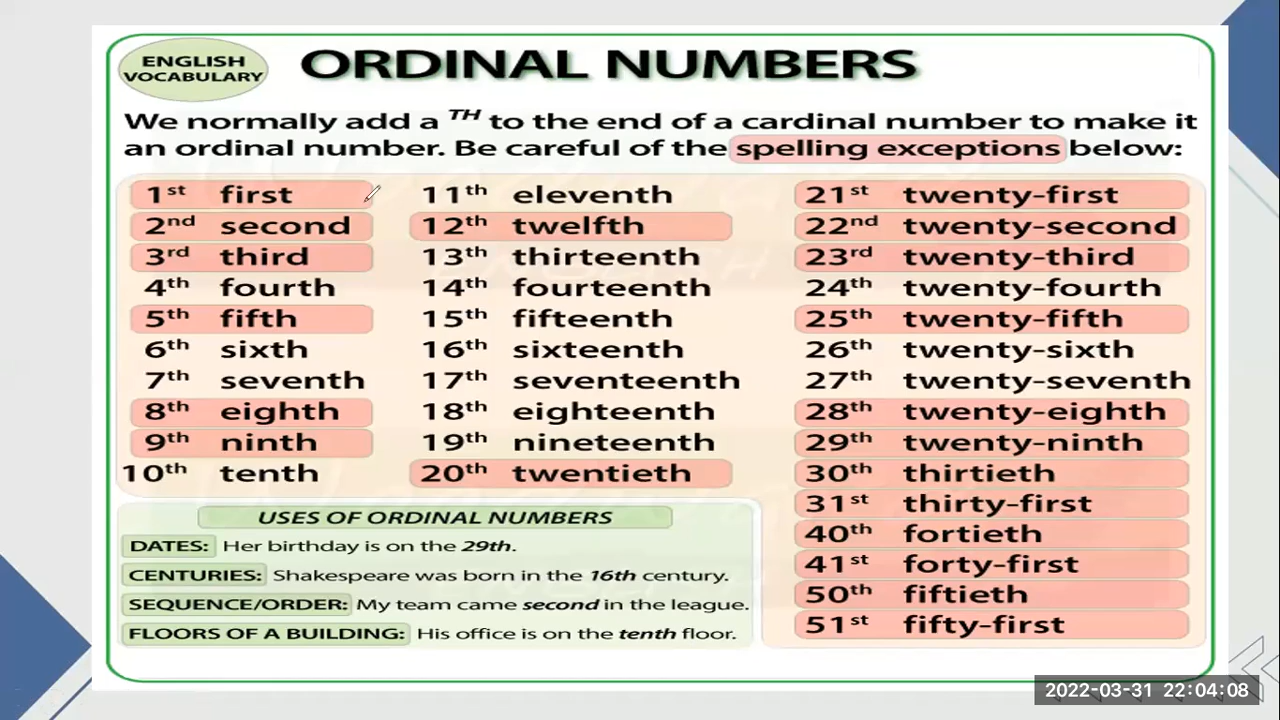 ENGLISH
VOCABULARY
ORDINAL NUMBERS
We normally add a TH to the end of a cardinal number to make it
an ordinal number. Be careful of the spelling exceptions below:
1st first
2nd second
3rd third
4th fourth
5th fifth
6th sixth
7th seventh
8th eighth
9th ninth
10th tenth
11th eleventh
12th twelfth
13th thirteenth
14th fourteenth
15th fifteenth
16th sixteenth
17th seventeenth
18th eighteenth
19th nineteenth
20th twentieth
21st twenty-first
22nd twenty-second
23rd twenty-third
24th twenty-fourth
25th twenty-fifth
26th twenty-sixth
27th twenty-seventh
28th twenty-eighth
29th twenty-ninth
30th thirtieth
31st thirty-first
40th fortieth
41st forty-first
50th fiftieth
51st fifty-first
USES OF ORDINAL NUMBERS
DATES: Her birthday is on the 29th.
CENTURIES: Shakespeare was born in the 16th century.
SEQUENCE/ORDER: My team came second in the league.
FLOORS OF A BUILDING: His office is on the tenth floor.
2022-03-31 22:04:08